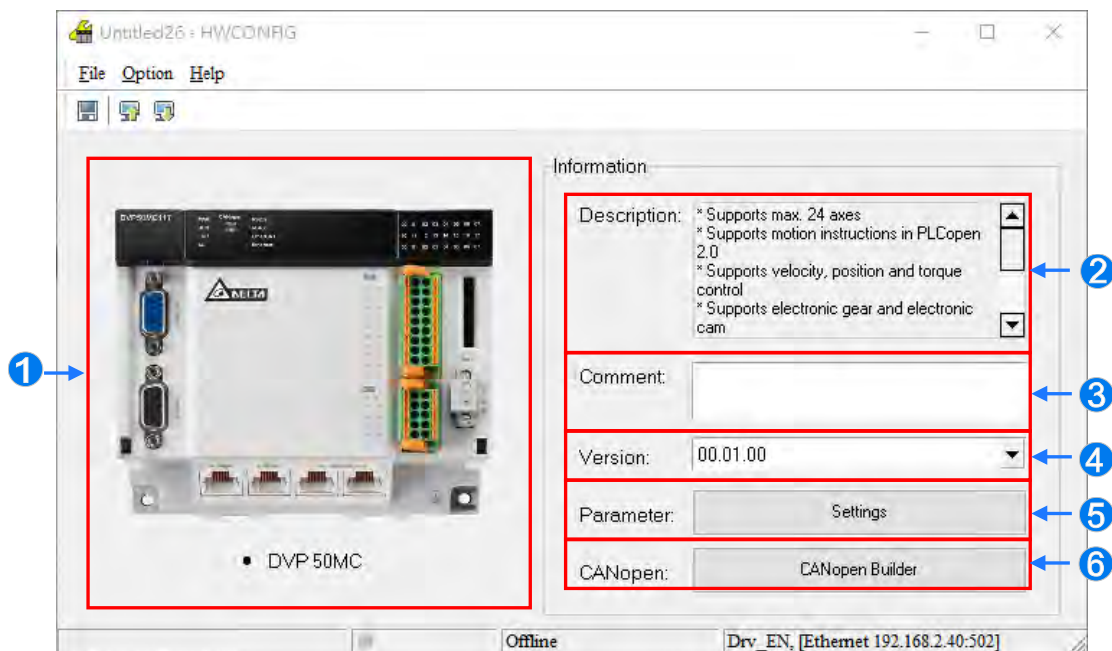 Untitled26 - HWCONFIG
File Option Help
Information
Description:
* Supports max. 24 axes
* Supports motion instructions in PLCopen
2.0
* Supports velocity, position and torque
control
* Supports electronic gear and electronic
cam
2
DVP50MC11T
DELTA
1
Comment:
3
Version:
00.01.00
4
Parameter:
Settings
5
• DVP 50MC
CANopen:
CANopen Builder
6
Offline
Drv_EN, [Ethernet 192.168.2.40:502]